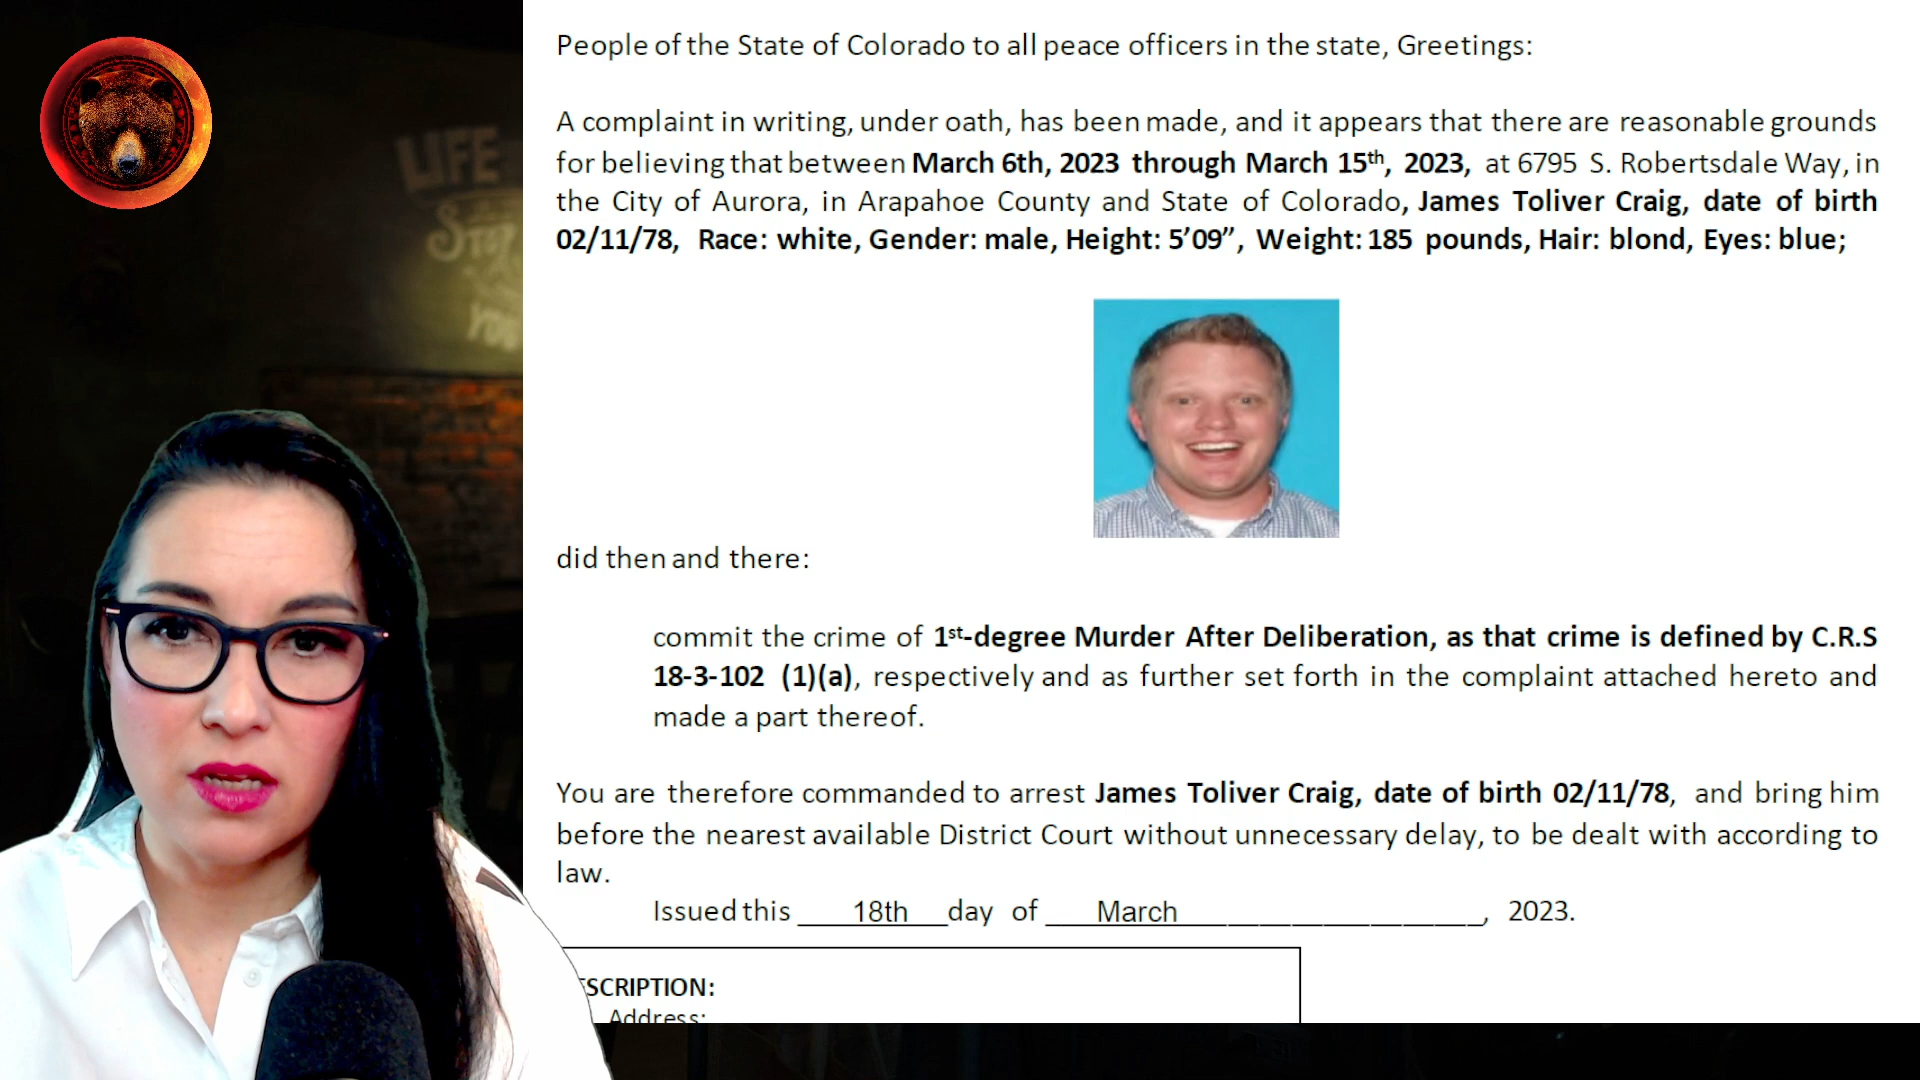 People of the State of Colorado to all peace officers in the state, Greetings:
A complaint in writing, under oath, has been made, and it appears that there are reasonable grounds
for believing that between March 6th, 2023 through March 15th, 2023, at 6795 S. Robertsdale Way, in
the City of Aurora, in Arapahoe County and State of Colorado, James Toliver Craig, date of birth
02/11/78, Race: white, Gender: male, Height: 5’09”, Weight: 185 pounds, Hair: blond, Eyes: blue;
LIFE
did then and there:
commit the crime of 1st-degree Murder After Deliberation, as that crime is defined by C.R.S
18-3-102 (1)(a), respectively and as further set forth in the complaint attached hereto and
made a part thereof.
You are therefore commanded to arrest James Toliver Craig, date of birth 02/11/78, and bring him
before the nearest available District Court without unnecessary delay, to be dealt with according to
law.
Issued this ____18th___day of ___March___________________, 2023.
SCRIPTION:
Address: